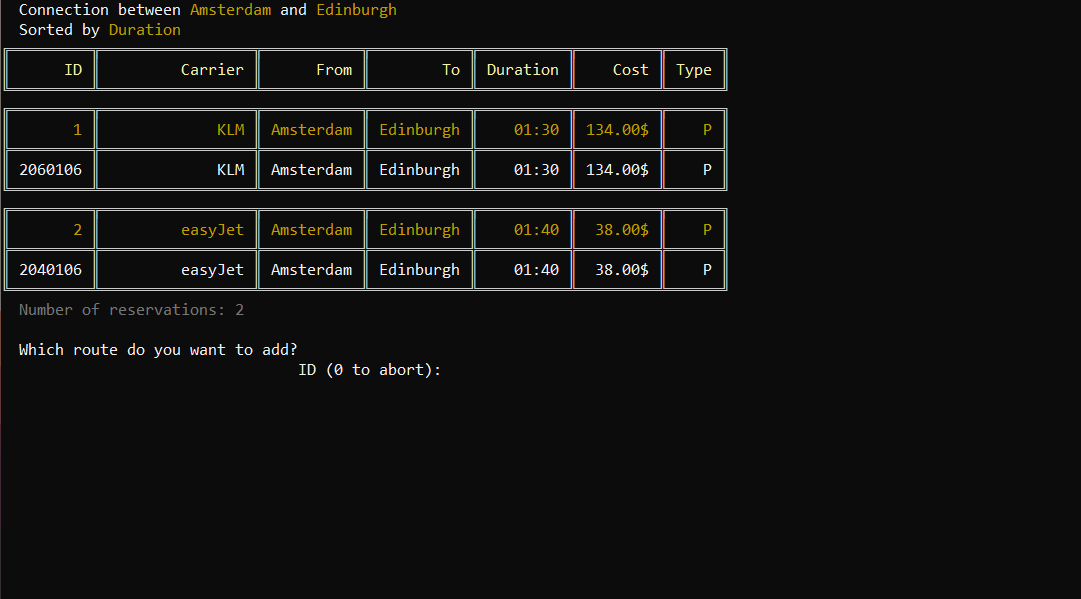 Connection between Amsterdam and Edinburgh
Sorted by Duration
ID Carrier From To Duration Cost Type
1 KLM Amsterdam Edinburgh 01:30 134.00$ P
2060106 KLM Amsterdam Edinburgh 01:30 134.00$ P
2 easyJet Amsterdam Edinburgh 01:40 38.00$ P
2040106 easyJet Amsterdam Edinburgh 01:40 38.00$ P
Number of reservations: 2
Which route do you want to add?
ID (0 to abort):